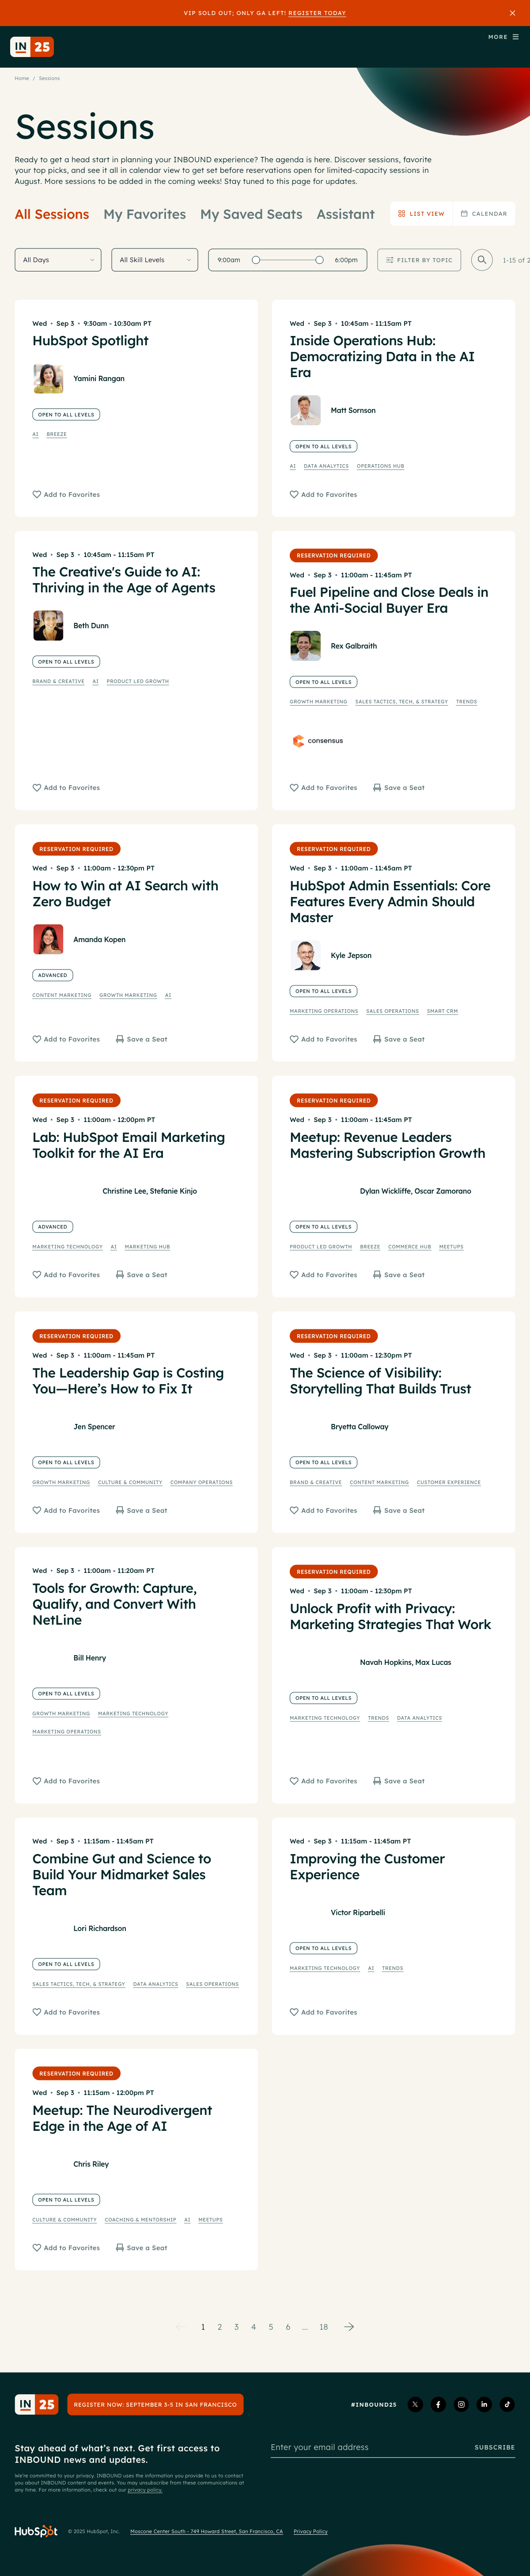 VIP SOLD OUT; ONLY GA LEFT! REGISTER TODAY
IN 25
MORE
Home / Sessions
Sessions
Ready to get a head start in planning your INBOUND experience? The agenda is here. Discover sessions, favorite
your top picks, and see it all in calendar view to get set before reservations open for limited-capacity sessions in
August. More sessions to be added in the coming weeks! Stay tuned to this page for updates.
All Sessions My Favorites My Saved Seats Assistant LIST VIEW CALENDAR
All Days All Skill Levels 9:00am 6:00pm FILTER BY TOPIC 1-15 of 2
Wed • Sep 3 • 9:30am - 10:30am PT
HubSpot Spotlight
Yamini Rangan
OPEN TO ALL LEVELS
AI BREEZE
Add to Favorites
Wed • Sep 3 • 10:45am - 11:15am PT
Inside Operations Hub:
Democratizing Data in the AI
Era
Matt Sornson
OPEN TO ALL LEVELS
AI DATA ANALYTICS OPERATIONS HUB
Add to Favorites
Wed • Sep 3 • 10:45am - 11:15am PT
The Creative's Guide to AI:
Thriving in the Age of Agents
Beth Dunn
OPEN TO ALL LEVELS
BRAND & CREATIVE AI PRODUCT LED GROWTH
Add to Favorites
RESERVATION REQUIRED
Wed • Sep 3 • 11:00am - 11:45am PT
Fuel Pipeline and Close Deals in
the Anti-Social Buyer Era
Rex Galbraith
OPEN TO ALL LEVELS
GROWTH MARKETING SALES TACTICS, TECH, & STRATEGY TRENDS
consensus
Add to Favorites Save a Seat
RESERVATION REQUIRED
Wed • Sep 3 • 11:00am - 12:30pm PT
How to Win at AI Search with
Zero Budget
Amanda Kopen
ADVANCED
CONTENT MARKETING GROWTH MARKETING AI
Add to Favorites Save a Seat
RESERVATION REQUIRED
Wed • Sep 3 • 11:00am - 11:45am PT
HubSpot Admin Essentials: Core
Features Every Admin Should
Master
Kyle Jepson
OPEN TO ALL LEVELS
MARKETING OPERATIONS SALES OPERATIONS SMART CRM
Add to Favorites Save a Seat
RESERVATION REQUIRED
Wed • Sep 3 • 11:00am - 12:00pm PT
Lab: HubSpot Email Marketing
Toolkit for the AI Era
Christine Lee, Stefanie Kinjo
ADVANCED
MARKETING TECHNOLOGY AI MARKETING HUB
Add to Favorites Save a Seat
RESERVATION REQUIRED
Wed • Sep 3 • 11:00am - 11:45am PT
Meetup: Revenue Leaders
Mastering Subscription Growth
Dylan Wickliffe, Oscar Zamorano
OPEN TO ALL LEVELS
PRODUCT LED GROWTH BREEZE COMMERCE HUB MEETUPS
Add to Favorites Save a Seat
RESERVATION REQUIRED
Wed • Sep 3 • 11:00am - 11:45am PT
The Leadership Gap is Costing
You—Here's How to Fix It
Jen Spencer
OPEN TO ALL LEVELS
GROWTH MARKETING CULTURE & COMMUNITY COMPANY OPERATIONS
Add to Favorites Save a Seat
RESERVATION REQUIRED
Wed • Sep 3 • 11:00am - 12:30pm PT
The Science of Visibility:
Storytelling That Builds Trust
Bryetta Calloway
OPEN TO ALL LEVELS
BRAND & CREATIVE CONTENT MARKETING CUSTOMER EXPERIENCE
Add to Favorites Save a Seat
Wed • Sep 3 • 11:00am - 11:20am PT
Tools for Growth: Capture,
Qualify, and Convert With
NetLine
Bill Henry
OPEN TO ALL LEVELS
GROWTH MARKETING MARKETING TECHNOLOGY
MARKETING OPERATIONS
Add to Favorites
RESERVATION REQUIRED
Wed • Sep 3 • 11:00am - 12:30pm PT
Unlock Profit with Privacy:
Marketing Strategies That Work
Navah Hopkins, Max Lucas
OPEN TO ALL LEVELS
MARKETING TECHNOLOGY TRENDS DATA ANALYTICS
Add to Favorites Save a Seat
Wed • Sep 3 • 11:15am - 11:45am PT
Combine Gut and Science to
Build Your Midmarket Sales
Team
Lori Richardson
OPEN TO ALL LEVELS
SALES TACTICS, TECH, & STRATEGY DATA ANALYTICS SALES OPERATIONS
Add to Favorites
Wed • Sep 3 • 11:15am - 11:45am PT
Improving the Customer
Experience
Victor Riparbelli
OPEN TO ALL LEVELS
MARKETING TECHNOLOGY AI TRENDS
Add to Favorites
RESERVATION REQUIRED
Wed • Sep 3 • 11:15am - 12:00pm PT
Meetup: The Neurodivergent
Edge in the Age of AI
Chris Riley
OPEN TO ALL LEVELS
CULTURE & COMMUNITY COACHING & MENTORSHIP AI MEETUPS
Add to Favorites Save a Seat
1 2 3 4 5 6 ... 18
IN 25 REGISTER NOW: SEPTEMBER 3-5 IN SAN FRANCISCO #INBOUND25
Stay ahead of what's next. Get first access to
INBOUND news and updates.
We're committed to your privacy. INBOUND uses the information you provide to us to contact
you about INBOUND content and events. You may unsubscribe from these communications at
any time. For more information, check out our privacy policy.
Enter your email address SUBSCRIBE
HubSpot © 2025 HubSpot, Inc. Moscone Center South - 749 Howard Street, San Francisco, CA Privacy Policy